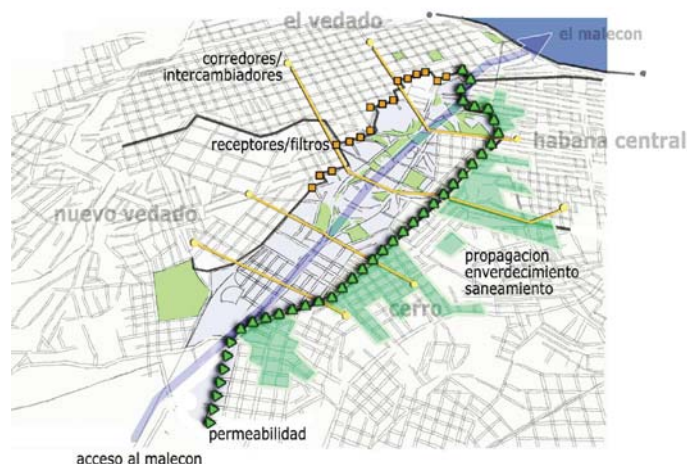 el vedado
el malecon
corredores/
intercambiadores
receptores/filtros
habana central
nuevo vedado
propagacion
enverdecimiento
saneamiento
cerro
permeabilidad
acceso al malecon